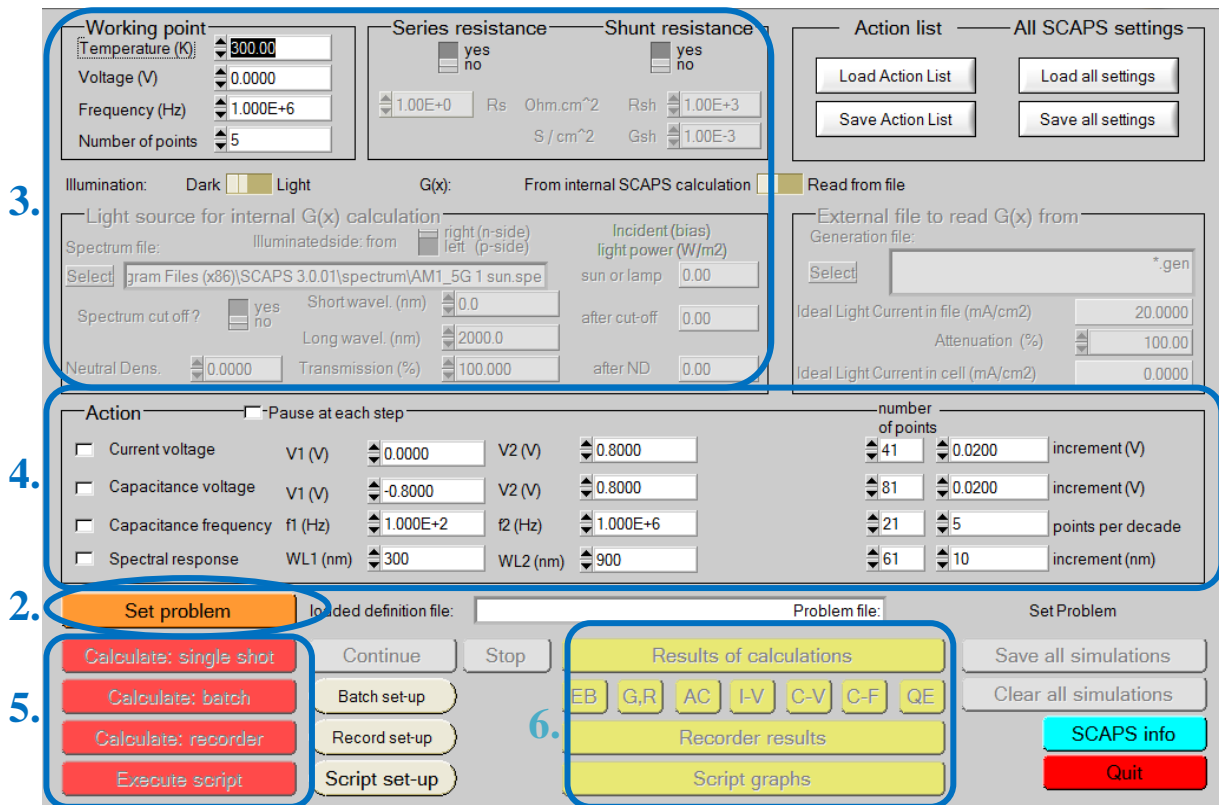 Working point
Temperature (K) 300.00
Voltage (V) 0.0000
Frequency (Hz) 1.000E+6
Number of points 5
Series resistance
yes
no
Shunt resistance
yes
no
1.00E+0 Rs Ohm.cm^2 Rsh 1.00E+3
S / cm^2 Gsh 1.00E-3
Action list
All SCAPS settings
Load Action List
Load all settings
Save Action List
Save all settings
3.
Illumination: Dark Light G(x): From internal SCAPS calculation Read from file
Light source for internal G(x) calculation
Spectrum file: Illuminatedside: from right (n-side)
left (p-side)
Incident (bias)
light power (W/m2)
Select gram Files (x86)\SCAPS 3.0.01\spectrum\AM1_5G 1 sun.spe sun or lamp 0.00
Spectrum cut off ? yes
no
Short wavel. (nm) 0.0
after cut-off 0.00
Long wavel. (nm) 2000.0
Neutral Dens. 0.0000 Transmission (%) 100.000 after ND 0.00
External file to read G(x) from
Generation file:
Select *.gen
Ideal Light Current in file (mA/cm2) 20.0000
Attenuation (%) 100.00
Ideal Light Current in cell (mA/cm2) 0.0000
4.
Action Pause at each step number
of points
Current voltage V1 (V) 0.0000 V2 (V) 0.8000 41 0.0200 increment (V)
Capacitance voltage V1 (V) -0.8000 V2 (V) 0.8000 81 0.0200 increment (V)
Capacitance frequency f1 (Hz) 1.000E+2 f2 (Hz) 1.000E+6 21 5 points per decade
Spectral response WL1 (nm) 300 WL2 (nm) 900 61 10 increment (nm)
2.
Set problem loaded definition file: Problem file: Set Problem
5.
Calculate: single shot Continue Stop Results of calculations Save all simulations
Calculate: batch Batch set-up EB G,R AC I-V C-V C-F QE Clear all simulations
6.
Calculate: recorder Record set-up Recorder results SCAPS info
Execute script Script set-up Script graphs Quit